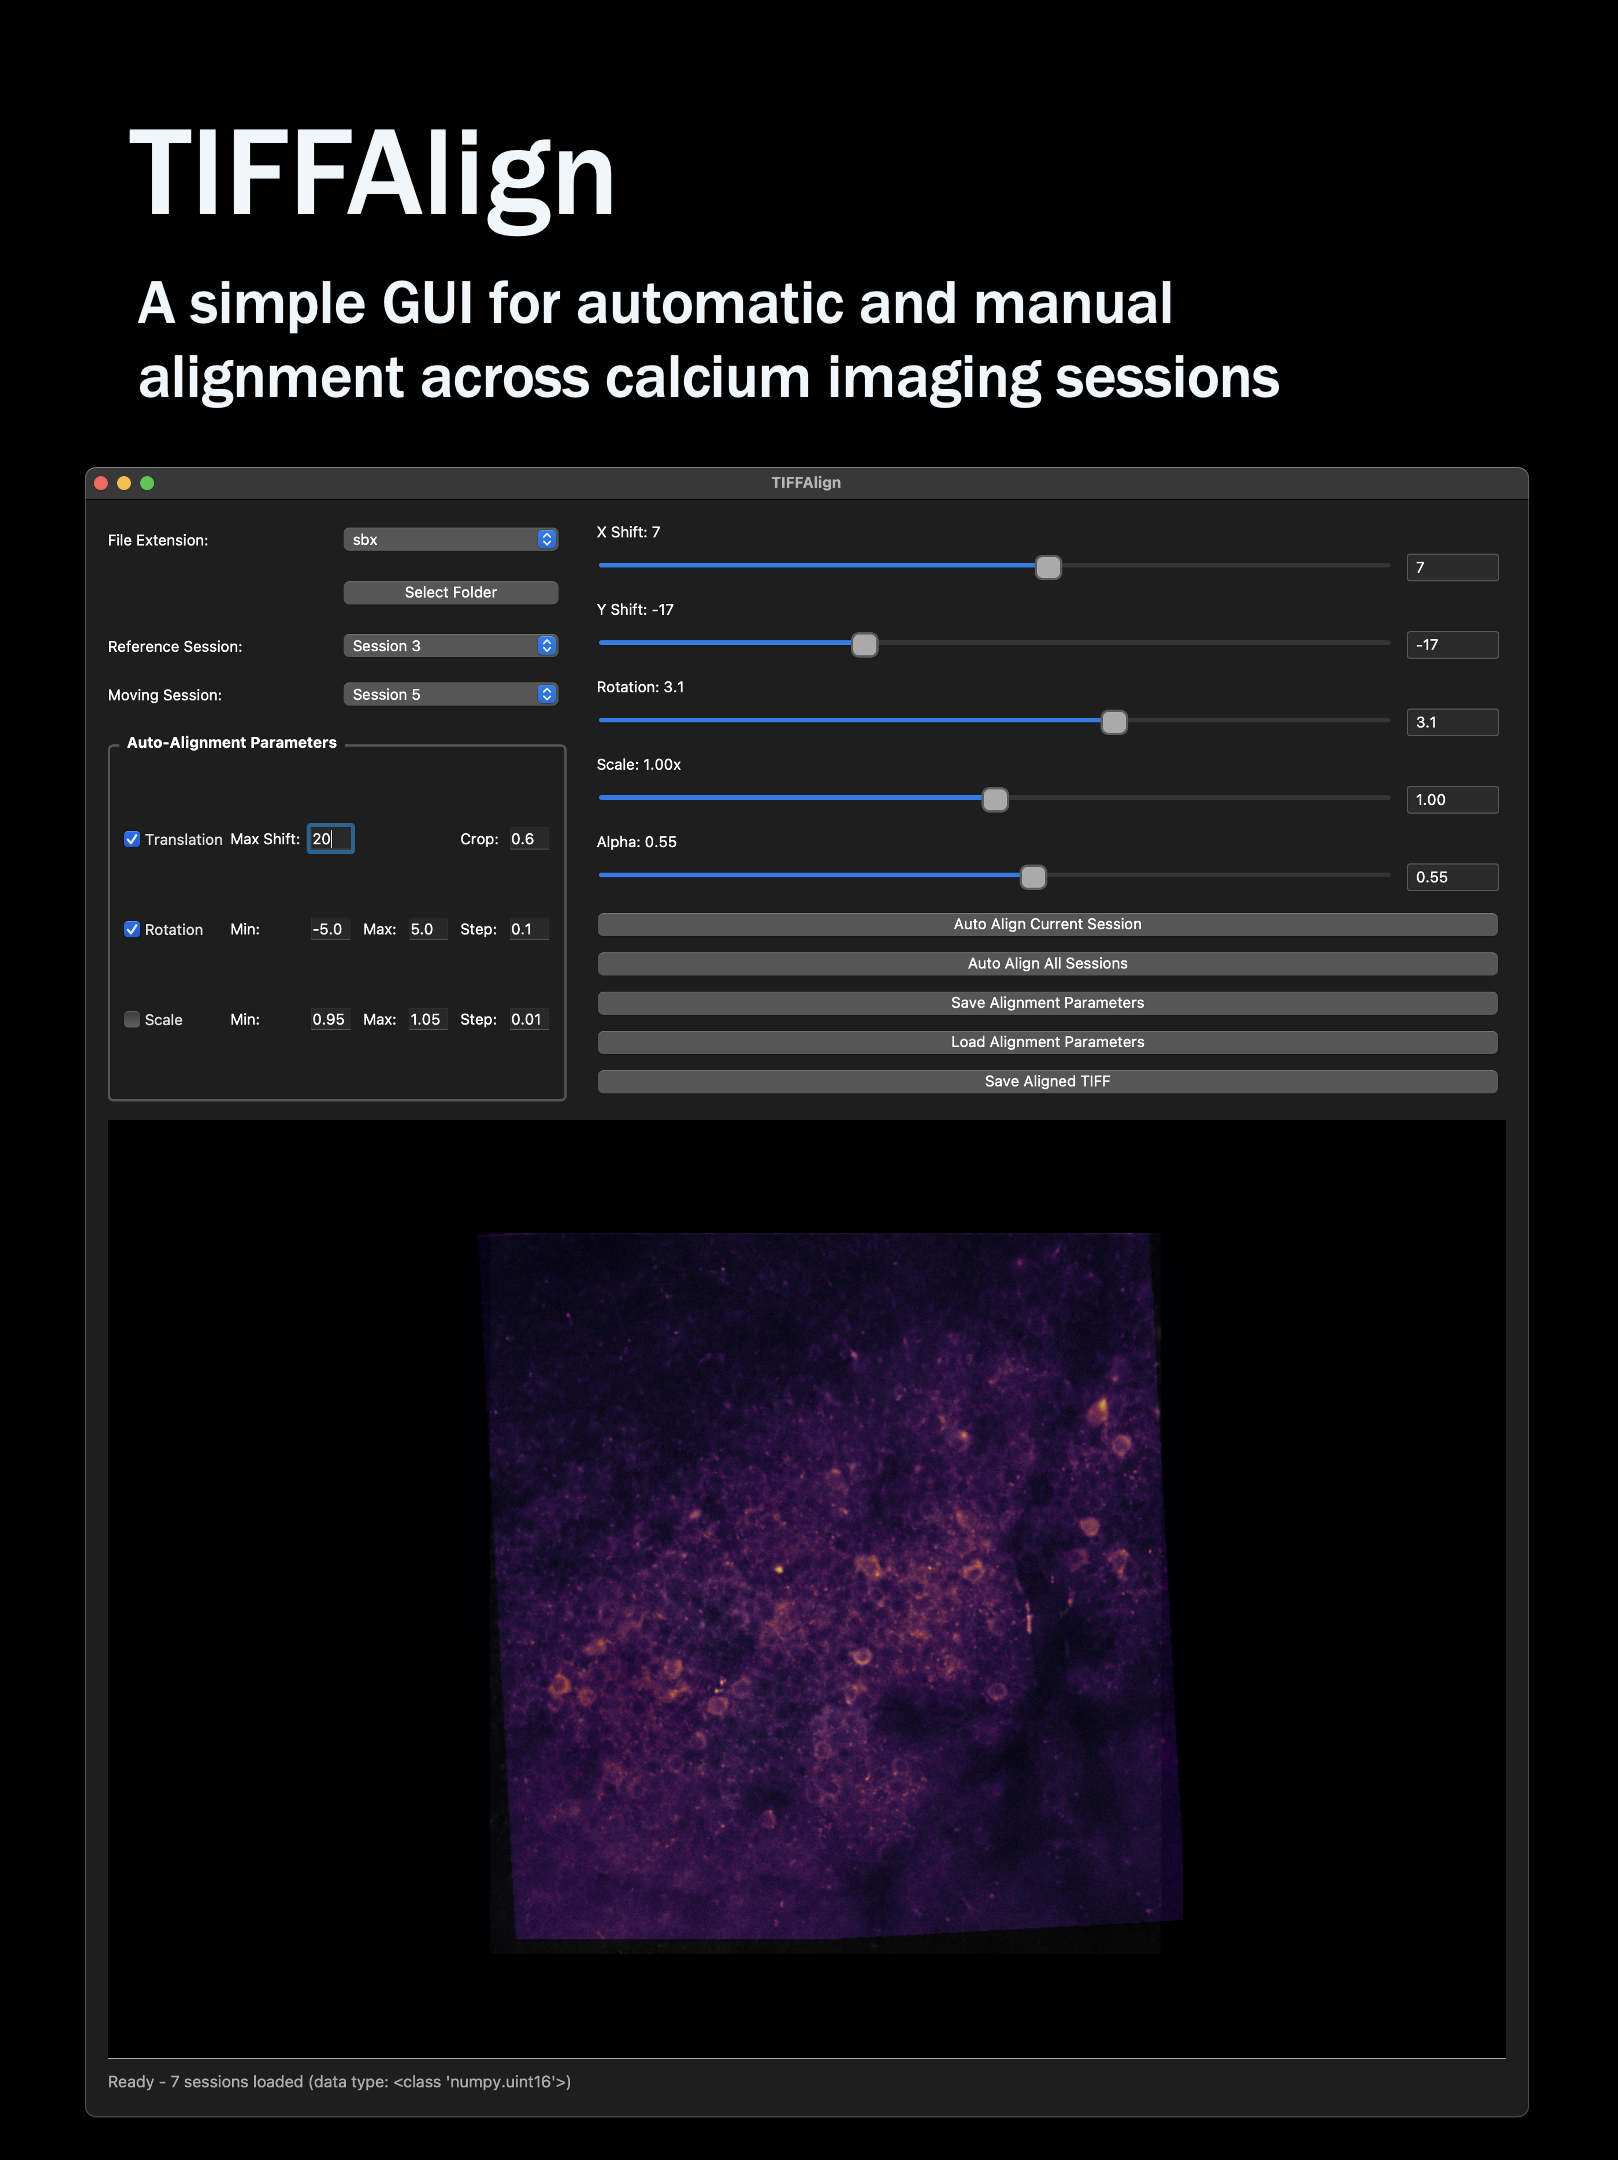 TIFFAlign
A simple GUI for automatic and manual
alignment across calcium imaging sessions
TIFFAlign
File Extension: sbx
Select Folder
Reference Session: Session 3
Moving Session: Session 5
Auto-Alignment Parameters
Translation Max Shift: 20 Crop: 0.6
Rotation Min: -5.0 Max: 5.0 Step: 0.1
Scale Min: 0.95 Max: 1.05 Step: 0.01
X Shift: 7
7
Y Shift: -17
-17
Rotation: 3.1
3.1
Scale: 1.00x
1.00
Alpha: 0.55
0.55
Auto Align Current Session
Auto Align All Sessions
Save Alignment Parameters
Load Alignment Parameters
Save Aligned TIFF
Ready - 7 sessions loaded (data type: <class 'numpy.uint16'>)